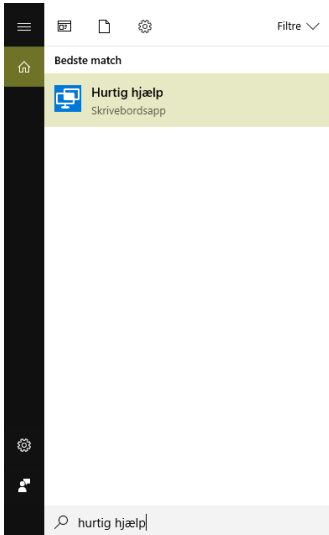 Filtre
Bedste match
Hurtig hjælp
Skrivebordsapp
hurtig hjælp